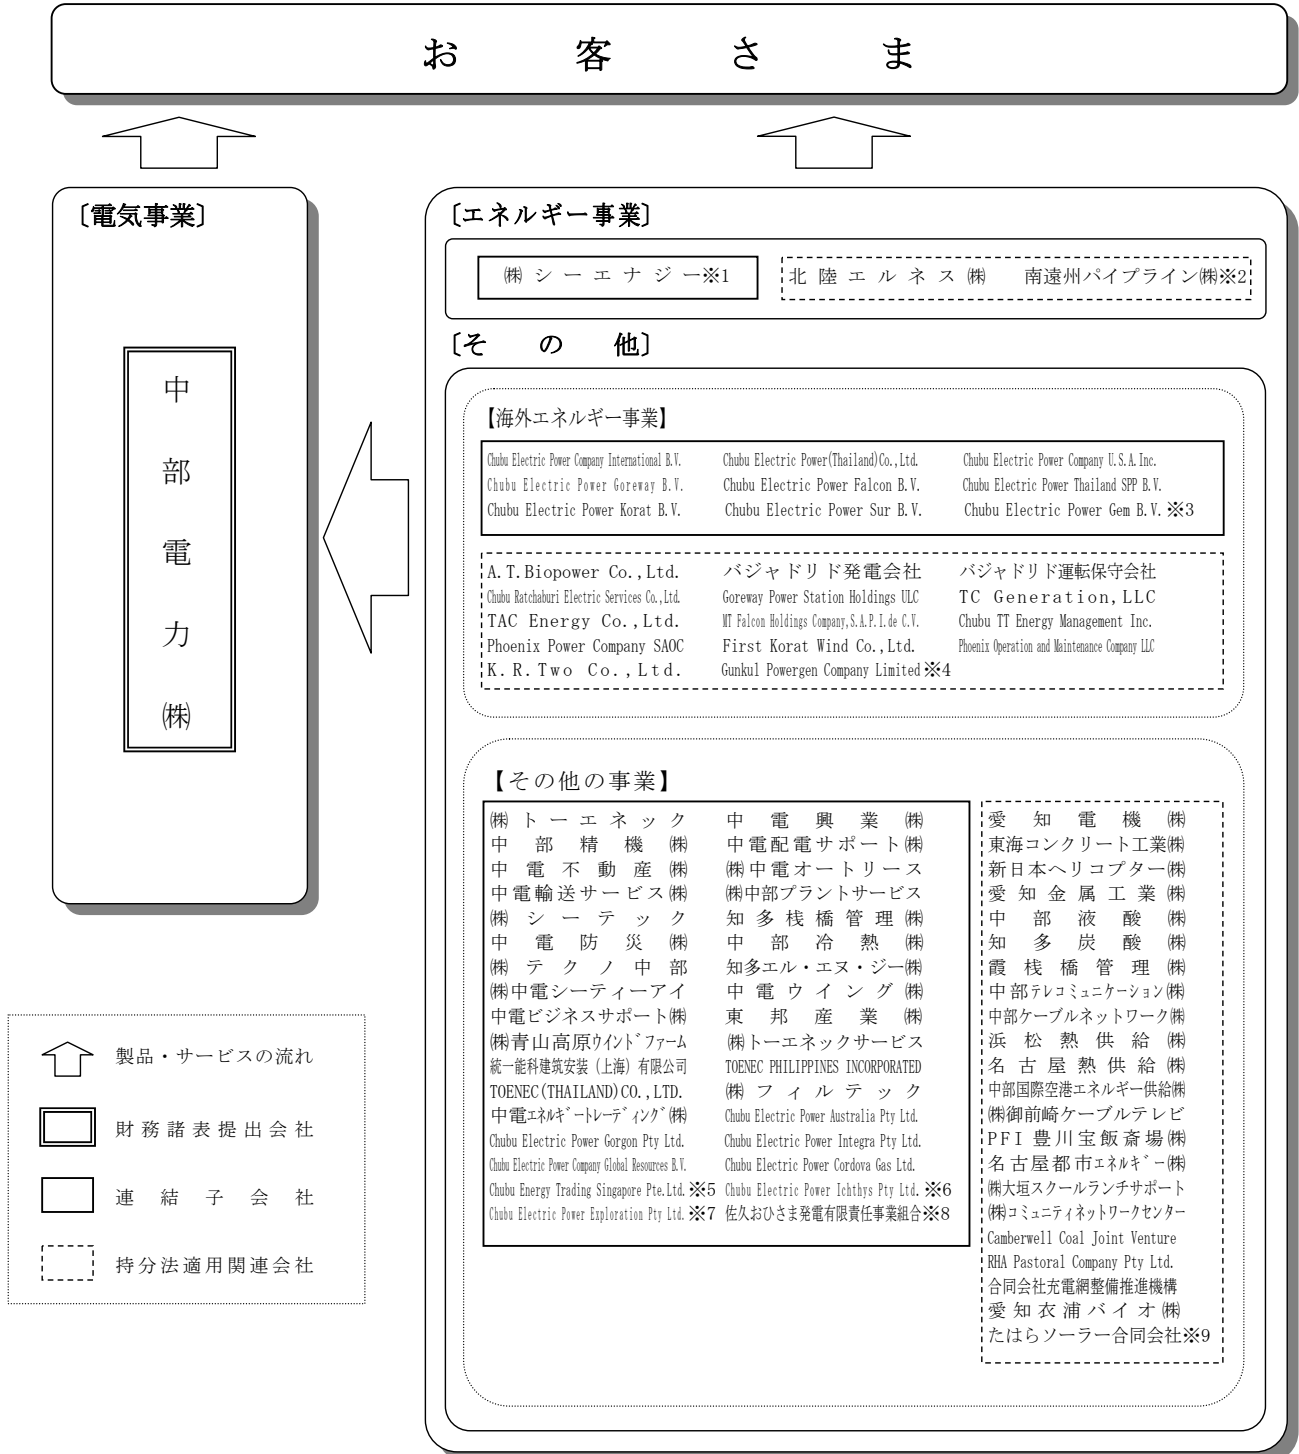 お客さま
〔電気事業〕
中部電力㈱
〔エネルギー事業〕
㈱シーエナジー※1
北陸エルネス㈱ 南遠州パイプライン㈱※2
〔その他〕
【海外エネルギー事業】
Chubu Electric Power Company International B.V. Chubu Electric Power(Thailand)Co.,Ltd. Chubu Electric Power Company U.S.A.Inc.
Chubu Electric Power Goreway B.V. Chubu Electric Power Falcon B.V. Chubu Electric Power Thailand SPP B.V.
Chubu Electric Power Korat B.V. Chubu Electric Power Sur B.V. Chubu Electric Power Gem B.V.※3
A.T.Biopower Co.,Ltd. バジャドリド発電会社 バジャドリド運転保守会社
Chubu Ratchaburi Electric Services Co.,Ltd. Goreway Power Station Holdings ULC TC Generation,LLC
TAC Energy Co.,Ltd. MT Falcon Holdings Company,S.A.P.I.de C.V. Chubu TT Energy Management Inc.
Phoenix Power Company SAOC First Korat Wind Co.,Ltd. Phoenix Operation and Maintenance Company LLC
K.R.Two Co.,Ltd. Gunkul Powergen Company Limited※4
【その他の事業】
㈱トーエネック 中電興業㈱
中部精機㈱ 中電配電サポート㈱
中電不動産㈱ ㈱中電オートリース
中電輸送サービス㈱ ㈱中部プラントサービス
㈱シーテック 知多桟橋管理㈱
中電防災㈱ 中部冷熱㈱
㈱テクノ中部 知多エル・エヌ・ジー㈱
㈱中電シーティーアイ 中電ウイング㈱
中電ビジネスサポート㈱ 東邦産業㈱
㈱青山高原ウインドファーム ㈱トーエネックサービス
統一能科建筑安装（上海）有限公司 TOENEC PHILIPPINES INCORPORATED
TOENEC(THAILAND)CO.,LTD. ㈱フィルテック
中電エネルギートレーディング㈱ Chubu Electric Power Australia Pty Ltd.
Chubu Electric Power Gorgon Pty Ltd. Chubu Electric Power Integra Pty Ltd.
Chubu Electric Power Company Global Resources B.V. Chubu Electric Power Cordova Gas Ltd.
Chubu Energy Trading Singapore Pte.Ltd.※5 Chubu Electric Power Ichthys Pty Ltd.※6
Chubu Electric Power Exploration Pty Ltd.※7 佐久おひさま発電有限責任事業組合※8
愛知電機㈱
東海コンクリート工業㈱
新日本ヘリコプター㈱
愛知金属工業㈱
中部液酸㈱
知多炭酸㈱
霞桟橋管理㈱
中部テレコミュニケーション㈱
中部ケーブルネットワーク㈱
浜松熱供給㈱
名古屋熱供給㈱
中部国際空港エネルギー供給㈱
㈱御前崎ケーブルテレビ
PFI豊川宝飯斎場㈱
名古屋都市エネルギー㈱
㈱大垣スクールランチサポート
㈱コミュニティネットワークセンター
Camberwell Coal Joint Venture
RHA Pastoral Company Pty Ltd.
合同会社充電網整備推進機構
愛知衣浦バイオ㈱
たはらソーラー合同会社※9
製品・サービスの流れ
財務諸表提出会社
連結子会社
持分法適用関連会社